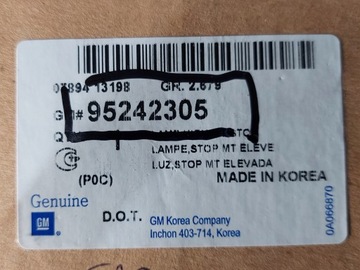 07894 13198 GR. 2.679
GM# 95242305
LAMPE,STOP MT ELEVE
LUZ,STOP MT ELEVADA
(P0C) MADE IN KOREA
Genuine
GM
D.O.T.
GM Korea Company
Inchon 403-714, Korea
0A066870